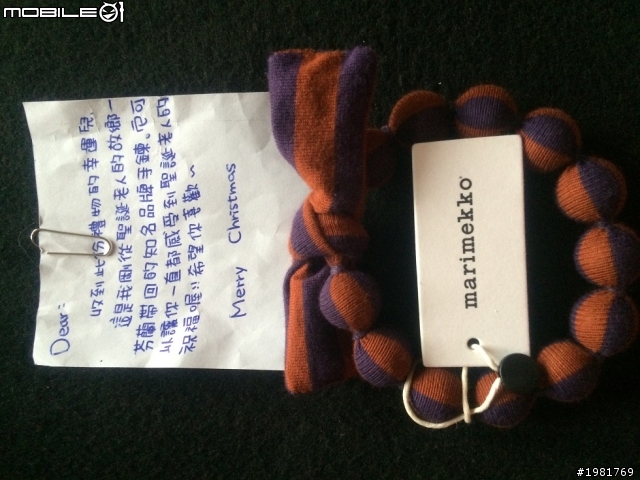 MOBILE01
Dear:
收到此份禮物的幸運兒,
這是我剛從聖誕老人的故鄉—
芬蘭帶回的知名品牌手鍊。它可
以讓你一直都感受到聖誕老人的
祝福喔!!希望你喜歡~
Merry Christmas
marimekko
#1981769